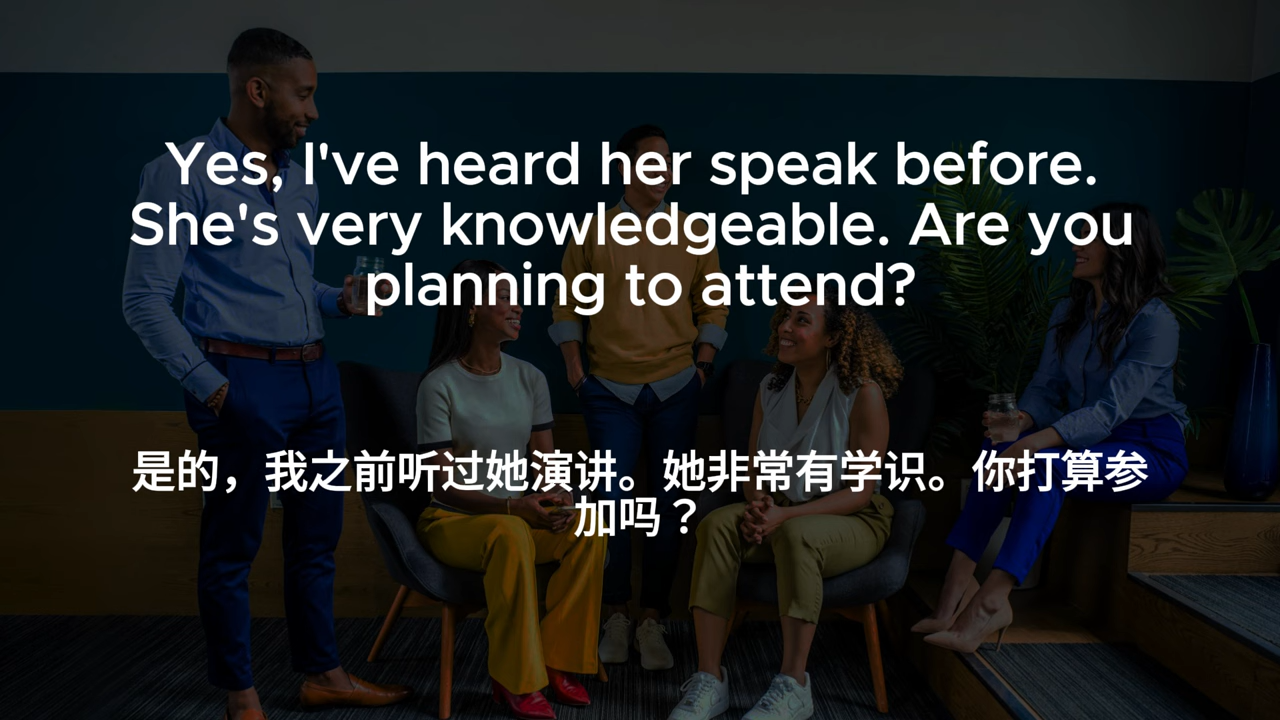 Yes, I've heard her speak before.
She's very knowledgeable. Are you
planning to attend?
是的，我之前听过她演讲。她非常有学识。你打算参
加吗？